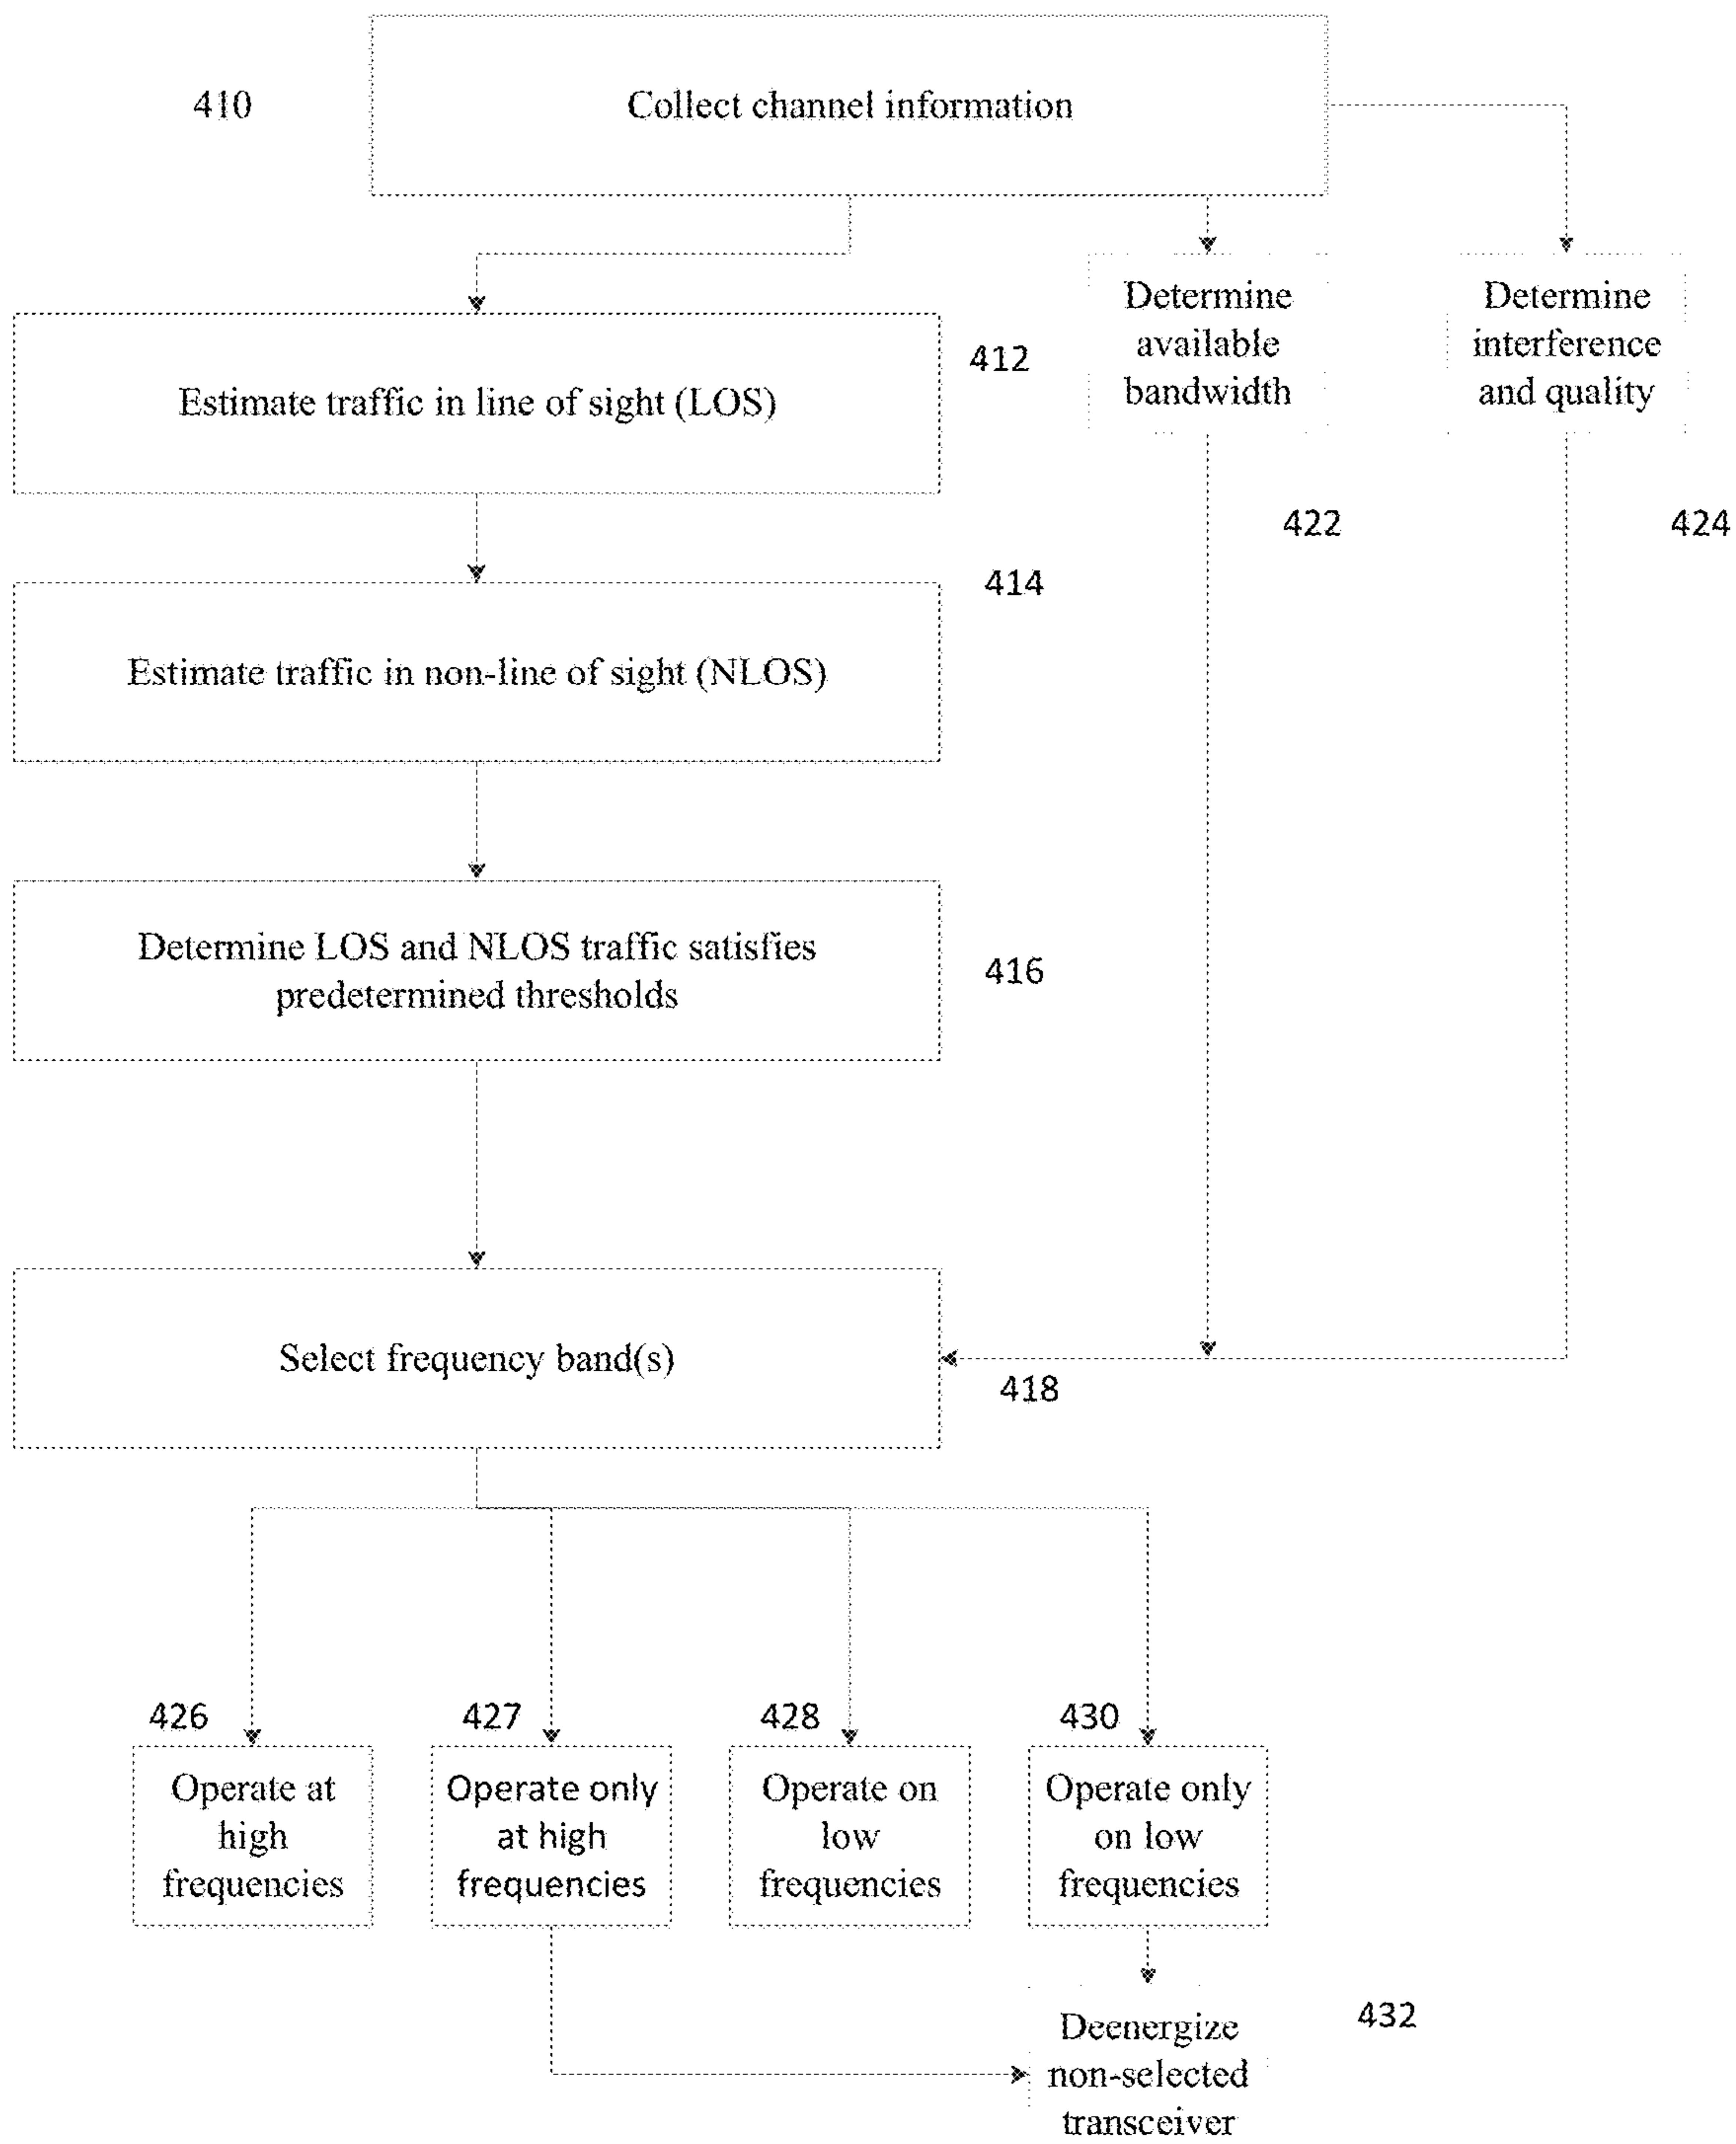 410
Collect channel information
Determine
available
bandwidth
Determine
interference
and quality
412
Estimate traffic in line of sight (LOS)
422
424
414
Estimate traffic in non-line of sight (NLOS)
Determine LOS and NLOS traffic satisfies
predetermined thresholds
416
Select frequency band(s)
418
426
427
428
430
Operate at
high
frequencies
Operate only
at high
frequencies
Operate on
low
frequencies
Operate only
on low
frequencies
432
Deenergize
non-selected
transceiver